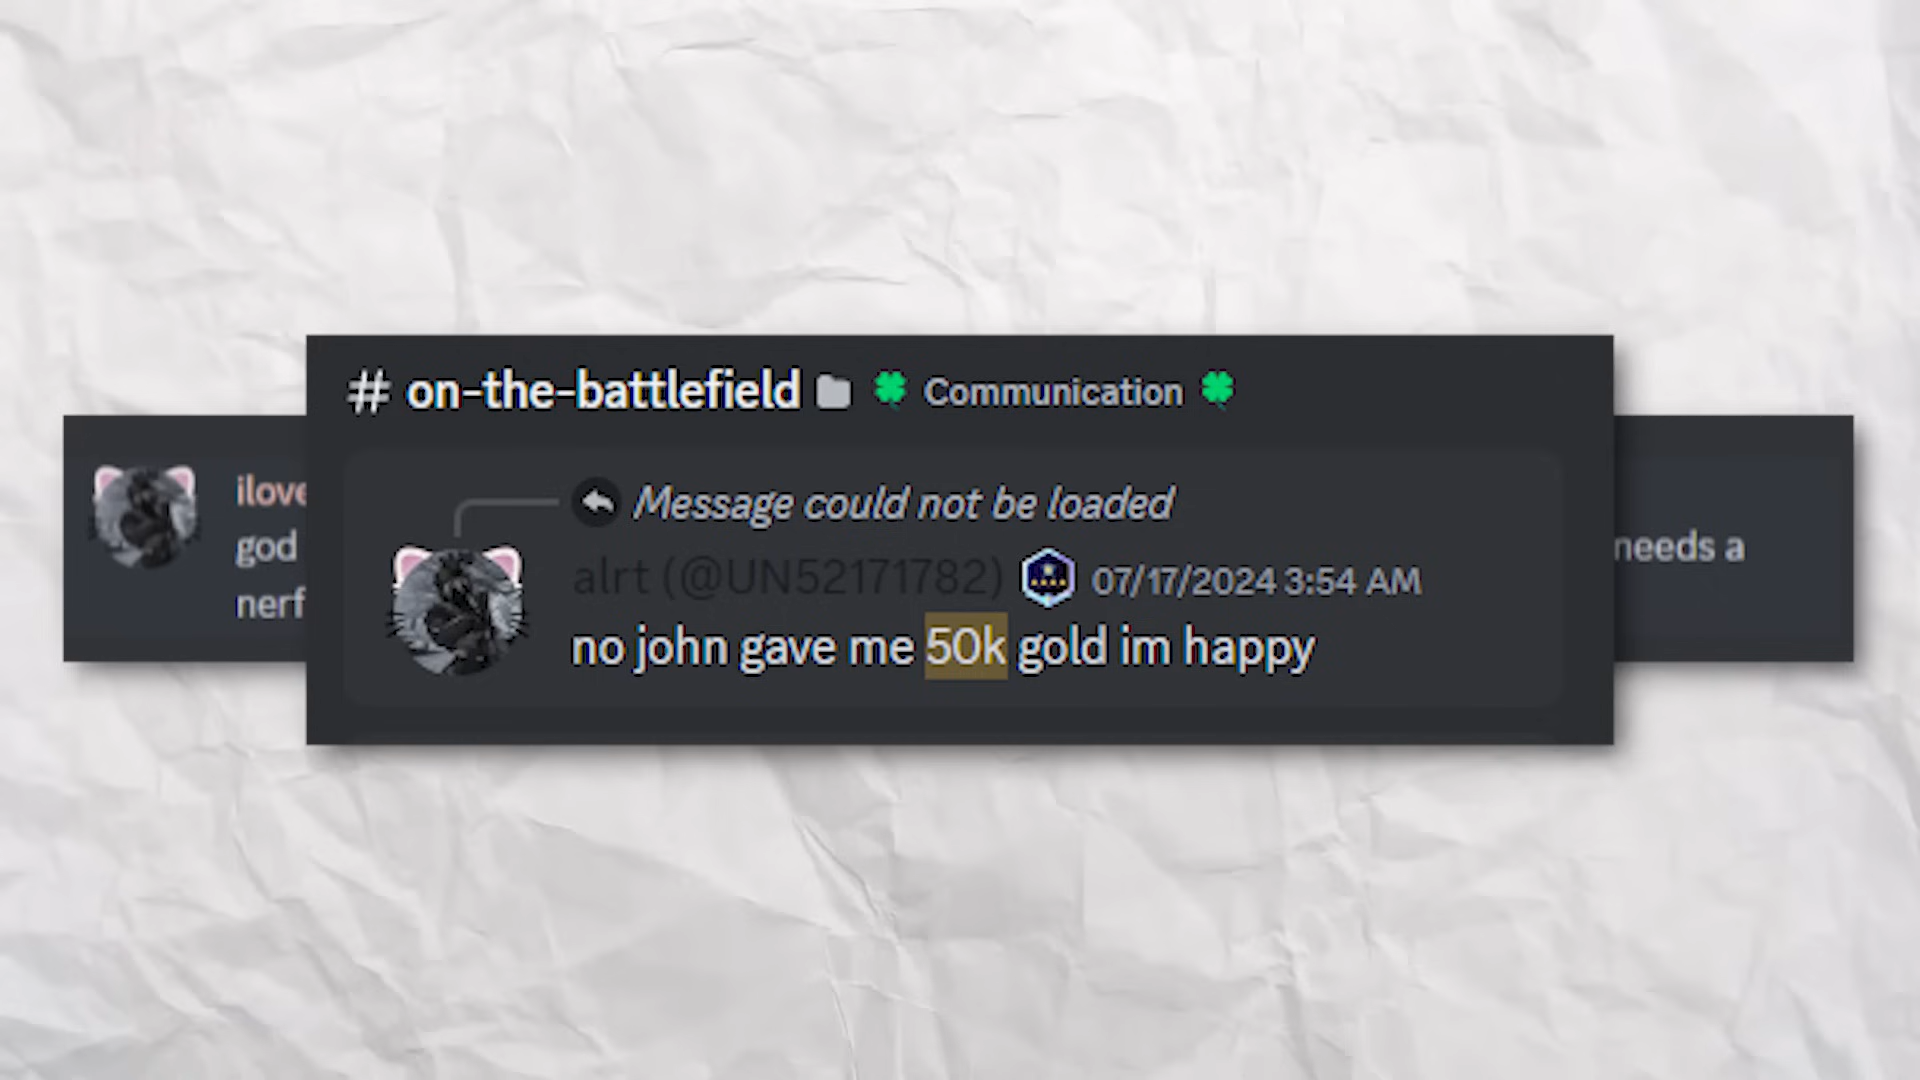 # on-the-battlefield Communication
Message could not be loaded
alrt (@UN52171782) 07/17/2024 3:54 AM
no john gave me 50k gold im happy
ilove
god
needs a
nerf